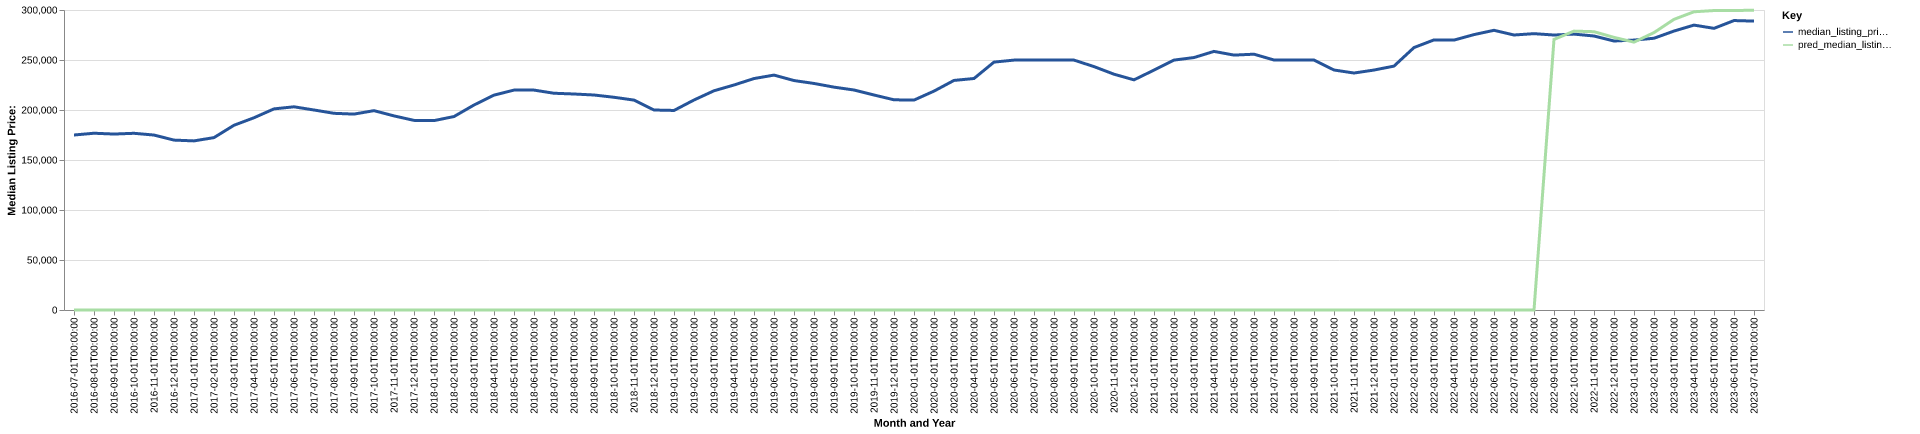 300,000
250,000
200,000
150,000
100,000
50,000
0
Median Listing Price:
2016-07-01T00:00:00
2016-08-01T00:00:00
2016-09-01T00:00:00
2016-10-01T00:00:00
2016-11-01T00:00:00
2016-12-01T00:00:00
2017-01-01T00:00:00
2017-02-01T00:00:00
2017-03-01T00:00:00
2017-04-01T00:00:00
2017-05-01T00:00:00
2017-06-01T00:00:00
2017-07-01T00:00:00
2017-08-01T00:00:00
2017-09-01T00:00:00
2017-10-01T00:00:00
2017-11-01T00:00:00
2017-12-01T00:00:00
2018-01-01T00:00:00
2018-02-01T00:00:00
2018-03-01T00:00:00
2018-04-01T00:00:00
2018-05-01T00:00:00
2018-06-01T00:00:00
2018-07-01T00:00:00
2018-08-01T00:00:00
2018-09-01T00:00:00
2018-10-01T00:00:00
2018-11-01T00:00:00
2018-12-01T00:00:00
2019-01-01T00:00:00
2019-02-01T00:00:00
2019-03-01T00:00:00
2019-04-01T00:00:00
2019-05-01T00:00:00
2019-06-01T00:00:00
2019-07-01T00:00:00
2019-08-01T00:00:00
2019-09-01T00:00:00
2019-10-01T00:00:00
2019-11-01T00:00:00
2019-12-01T00:00:00
2020-01-01T00:00:00
2020-02-01T00:00:00
2020-03-01T00:00:00
2020-04-01T00:00:00
2020-05-01T00:00:00
2020-06-01T00:00:00
2020-07-01T00:00:00
2020-08-01T00:00:00
2020-09-01T00:00:00
2020-10-01T00:00:00
2020-11-01T00:00:00
2020-12-01T00:00:00
2021-01-01T00:00:00
2021-02-01T00:00:00
2021-03-01T00:00:00
2021-04-01T00:00:00
2021-05-01T00:00:00
2021-06-01T00:00:00
2021-07-01T00:00:00
2021-08-01T00:00:00
2021-09-01T00:00:00
2021-10-01T00:00:00
2021-11-01T00:00:00
2021-12-01T00:00:00
2022-01-01T00:00:00
2022-02-01T00:00:00
2022-03-01T00:00:00
2022-04-01T00:00:00
2022-05-01T00:00:00
2022-06-01T00:00:00
2022-07-01T00:00:00
2022-08-01T00:00:00
2022-09-01T00:00:00
2022-10-01T00:00:00
2022-11-01T00:00:00
2022-12-01T00:00:00
2023-01-01T00:00:00
2023-02-01T00:00:00
2023-03-01T00:00:00
2023-04-01T00:00:00
2023-05-01T00:00:00
2023-06-01T00:00:00
2023-07-01T00:00:00
Month and Year
Key
median_listing_pri…
pred_median_listin…